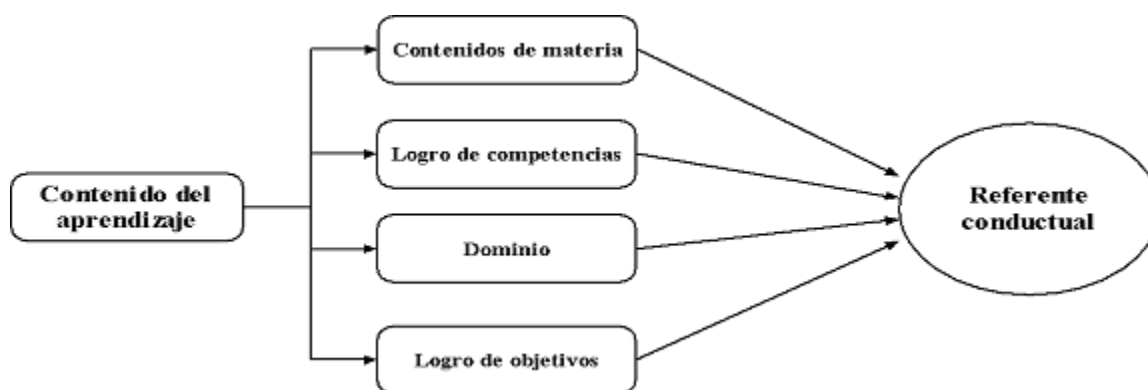 Contenidos de materia
Logro de competencias
Contenido del
aprendizaje
Dominio
Logro de objetivos
Referente
conductual